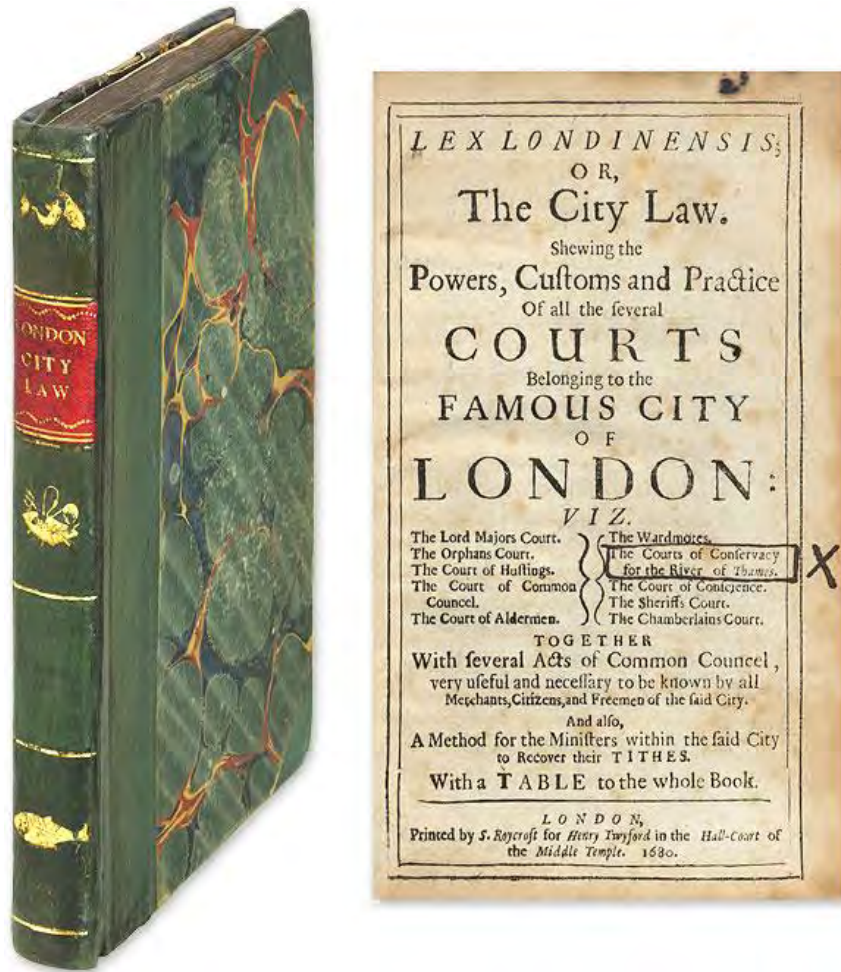 LONDON
CITY
LAW
LEX LONDINENSIS;
OR,
The City Law.
Shewing the
Powers, Cuſtoms and Practice
Of all the ſeveral
COURTS
Belonging to the
FAMOUS CITY
OF
LONDON:
VIZ.
The Lord Majors Court.
The Orphans Court.
The Court of Huſtings.
The Court of Common
Councel.
The Court of Aldermen.
The Wardmotes.
The Courts of Conſervacy
for the River of Thames.
The Court of Conſcience.
The Sheriffs Court.
The Chamberlains Court.
X
TOGETHER
With ſeveral Acts of Common Councel,
very uſeful and neceſſary to be known by all
Merchants, Citizens, and Freemen of the ſaid City.
And alſo,
A Method for the Miniſters within the ſaid City
to Recover their TITHES.
With a TABLE to the whole Book.
LONDON,
Printed by S. Roycroft for Henry Twyford in the Hall-Court of
the Middle Temple. 1680.